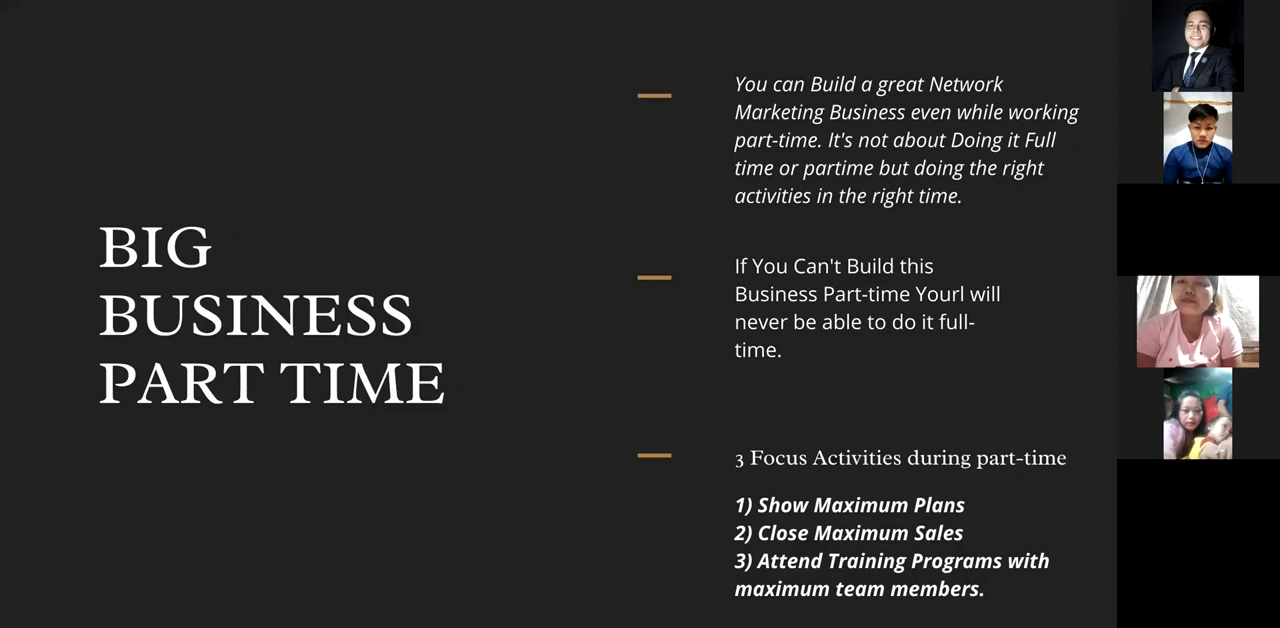 BIG
BUSINESS
PART TIME
You can Build a great Network
Marketing Business even while working
part-time. It's not about Doing it Full
time or partime but doing the right
activities in the right time.
If You Can't Build this
Business Part-time Yourl will
never be able to do it full-
time.
3 Focus Activities during part-time
1) Show Maximum Plans
2) Close Maximum Sales
3) Attend Training Programs with
maximum team members.